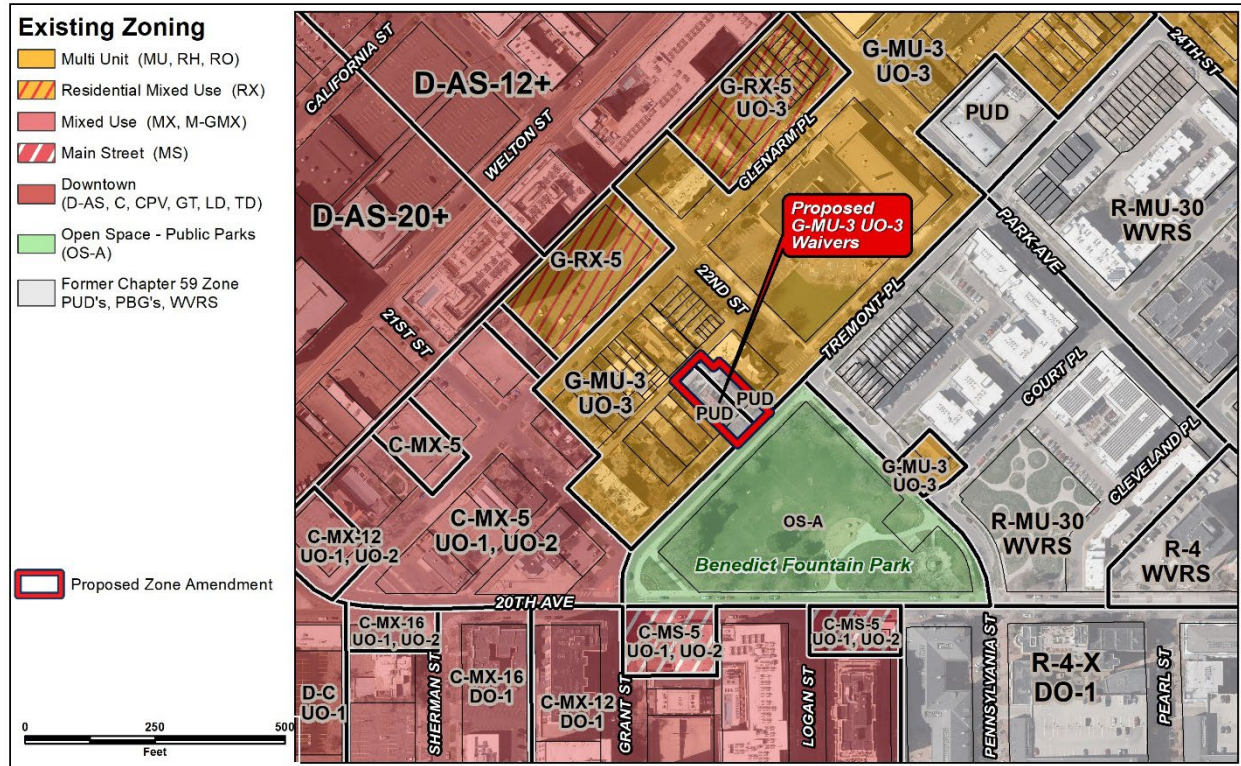 Existing Zoning
Multi Unit (MU, RH, RO)
Residential Mixed Use (RX)
Mixed Use (MX, M-GMX)
Main Street (MS)
Downtown
(D-AS, C, CPV, GT, LD, TD)
Open Space - Public Parks
(OS-A)
Former Chapter 59 Zone
PUD's, PBG's, WVRS
Proposed Zone Amendment
0 250 500
Feet
CALIFORNIA ST
D-AS-12+
WELTON ST
D-AS-20+
21ST ST
G-RX-5
UO-3
G-MU-3
UO-3
GLENARM PL
24TH ST
PUD
PARK AVE
R-MU-30
WVRS
Proposed
G-MU-3 UO-3
Waivers
G-RX-5
22ND ST
TREMONT PL
G-MU-3
UO-3
PUD
PUD
COURT PL
CLEVELAND PL
C-MX-5
G-MU-3
UO-3
C-MX-12
UO-1, UO-2
C-MX-5
UO-1, UO-2
OS-A
Benedict Fountain Park
R-MU-30
WVRS
R-4
WVRS
20TH AVE
C-MX-16
UO-1, UO-2
C-MS-5
UO-1, UO-2
C-MS-5
UO-1, UO-2
D-C
UO-1
SHERMAN ST
C-MX-16
DO-1
C-MX-12
DO-1
GRANT ST
LOGAN ST
PENNSYLVANIA ST
R-4-X
DO-1
PEARL ST